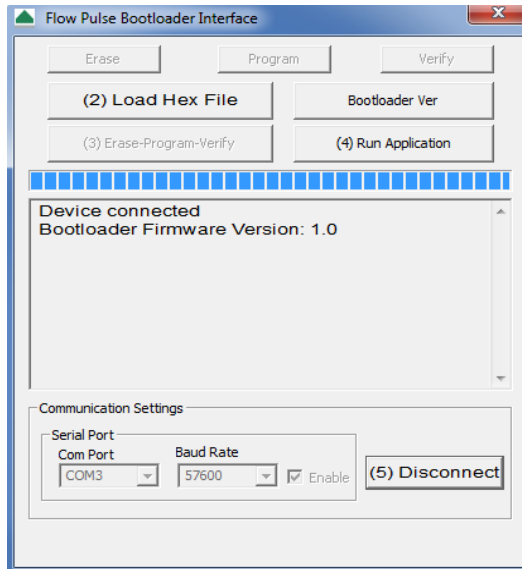 Flow Pulse Bootloader Interface
Erase Program Verify
(2) Load Hex File Bootloader Ver
(3) Erase-Program-Verify (4) Run Application
Device connected
Bootloader Firmware Version: 1.0
Communication Settings
Serial Port
Com Port Baud Rate
COM3 57600 Enable (5) Disconnect